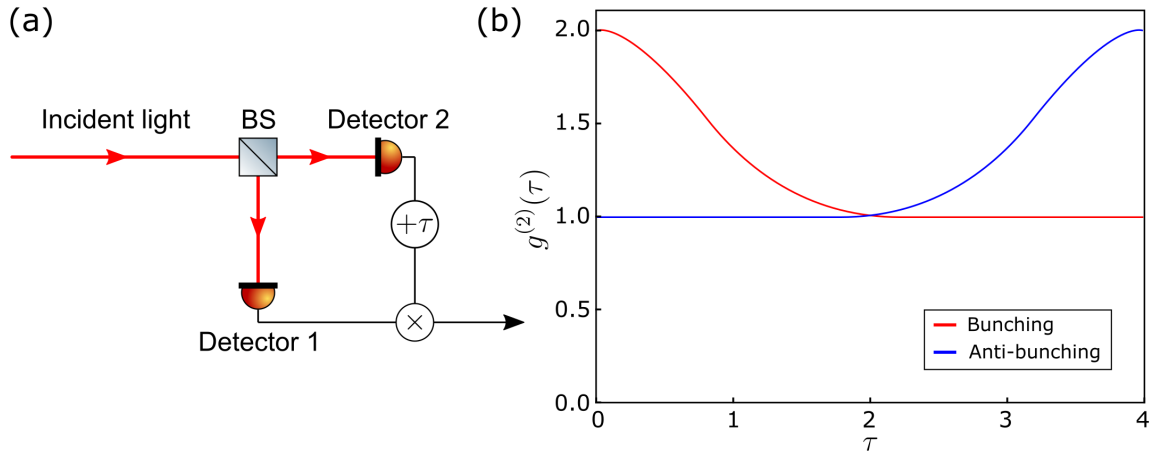 (a)
Incident light
BS
Detector 2
+τ
×
Detector 1
(b)
g⁽²⁾(τ)
2.0
1.5
1.0
0.5
0.0
0
1
2
3
4
τ
Bunching
Anti-bunching